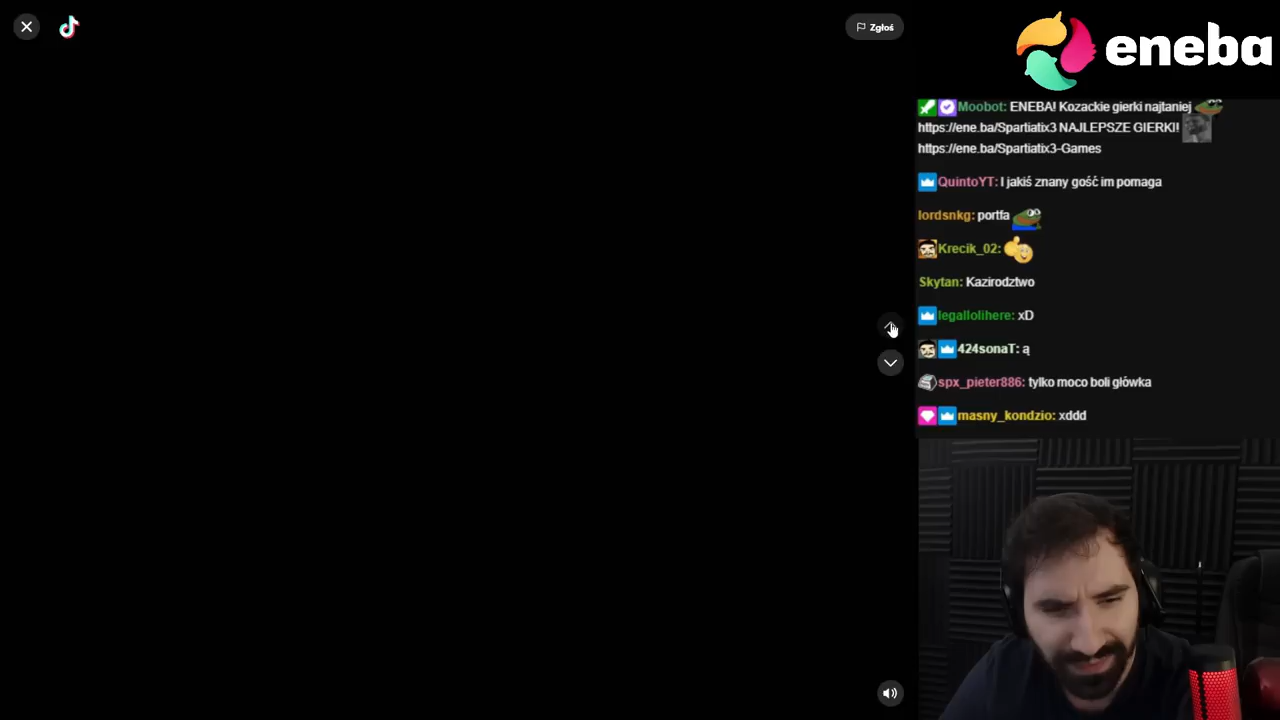 Zgłoś
eneba
Moobot: ENEBA! Kozackie gierki najtaniej
https://ene.ba/Spartiatix3 NAJLEPSZE GIERKI!
https://ene.ba/Spartiatix3-Games
QuintoYT: I jakiś znany gość im pomaga
lordsnkg: portfa
Krecik_02:
Skytan: Kazirodztwo
legallolihere: xD
424sonaT: ą
spx_pieter886: tylko moco boli główka
masny_kondzio: xddd